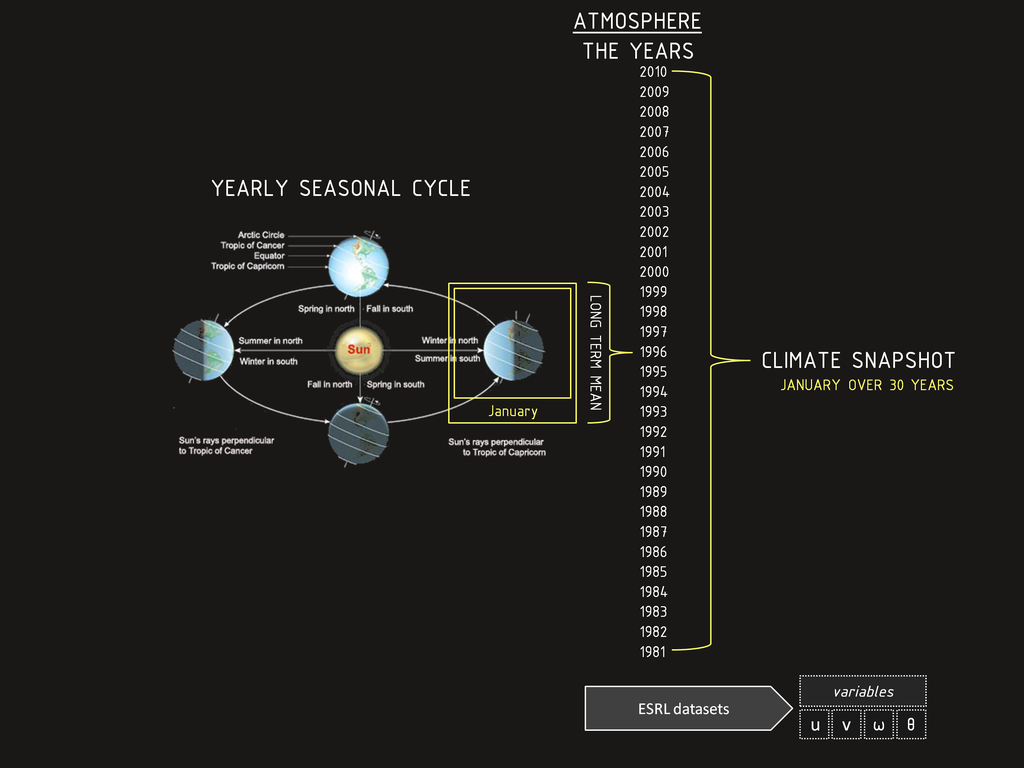 ATMOSPHERE
THE YEARS
2010
2009
2008
2007
2006
2005
2004
2003
2002
2001
2000
1999
1998
1997
1996
1995
1994
1993
1992
1991
1990
1989
1988
1987
1986
1985
1984
1983
1982
1981
YEARLY SEASONAL CYCLE
Arctic Circle
Tropic of Cancer
Equator
Tropic of Capricorn
Spring in north
Fall in south
Summer in north
Winter in south
Sun
Winter in north
Summer in south
Fall in north
Spring in south
Sun's rays perpendicular
to Tropic of Cancer
Sun's rays perpendicular
to Tropic of Capricorn
January
LONG TERM MEAN
CLIMATE SNAPSHOT
JANUARY OVER 30 YEARS
ESRL datasets
variables
u v ω θ